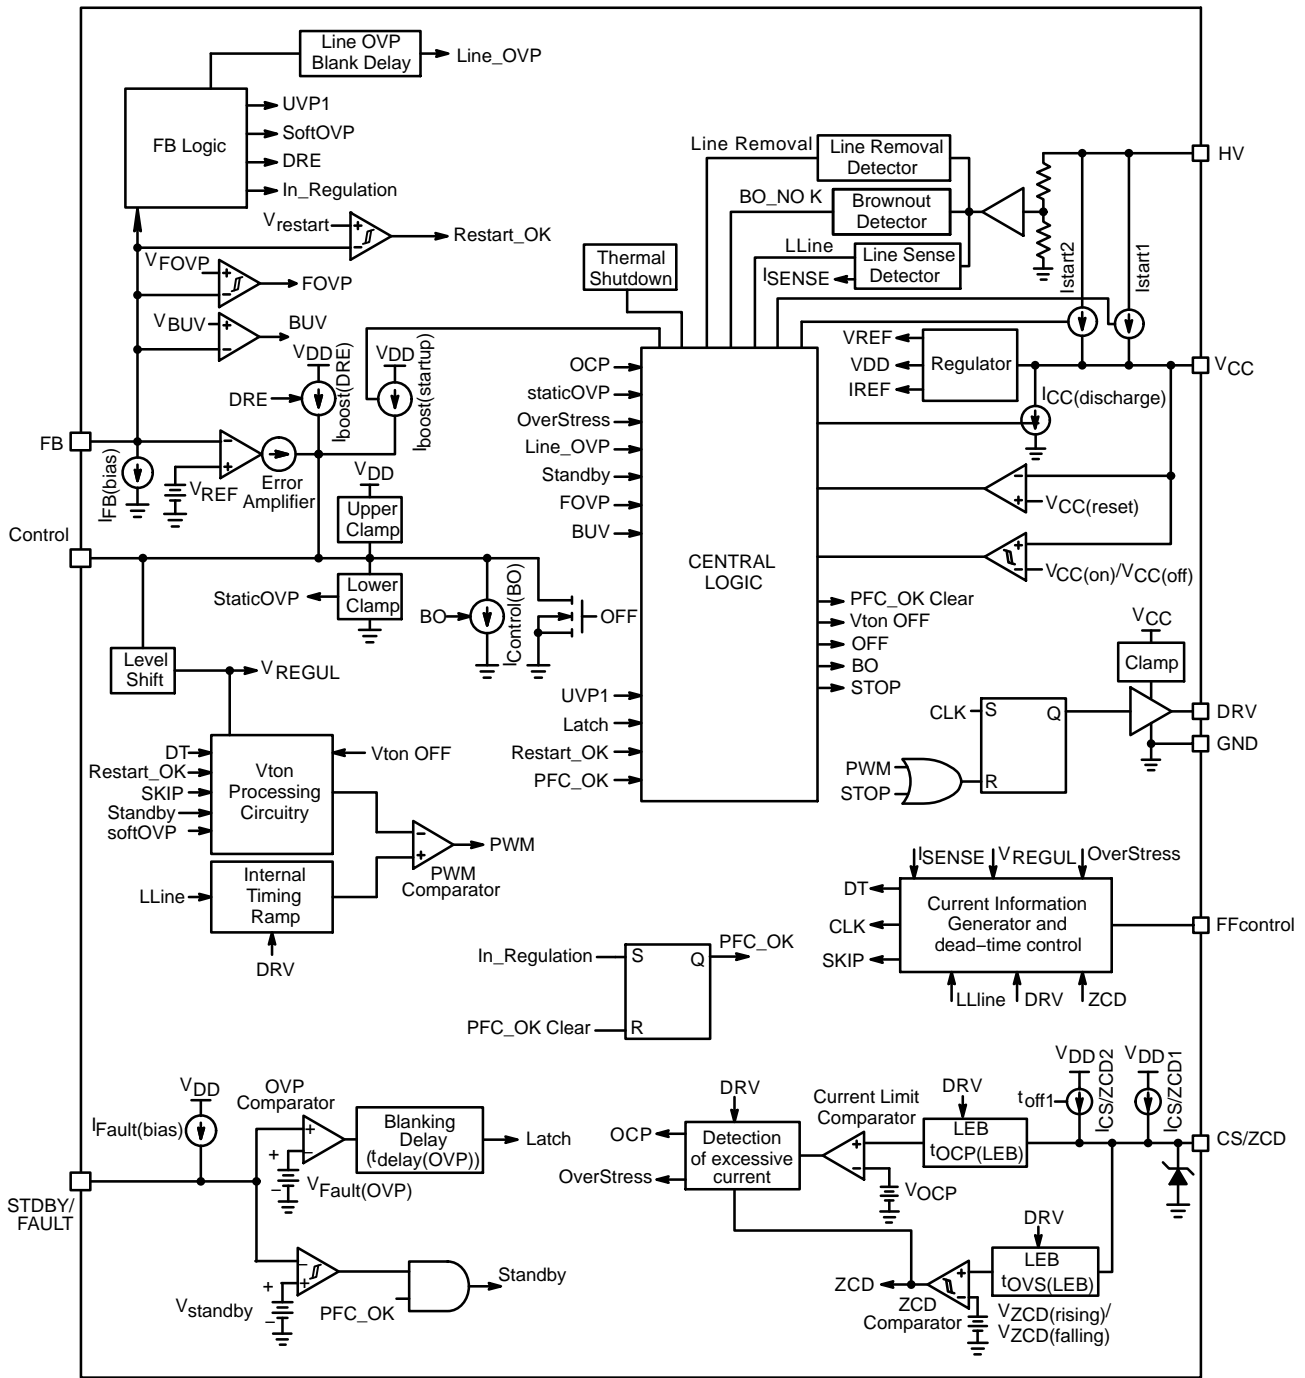 Line OVP
Blank Delay
Line_OVP
FB Logic
UVP1
SoftOVP
DRE
In_Regulation
Vrestart
+
−
Restart_OK
VFOVP
+
−
FOVP
VBUV
+
−
BUV
Line Removal
Line Removal
Detector
BO_NO K
Brownout
Detector
LLine
Line Sense
Detector
ISENSE
Thermal
Shutdown
HV
Istart2
Istart1
VREF
VDD
IREF
Regulator
VCC
ICC(discharge)
VDD
DRE
Iboost(DRE)
VDD
Iboost(startup)
FB
IFB(bias)
−
+
VREF
Error
Amplifier
VDD
Upper
Clamp
Control
StaticOVP
Lower
Clamp
BO
IControl(BO)
OFF
Level
Shift
VREGUL
OCP
staticOVP
OverStress
Line_OVP
Standby
FOVP
BUV
CENTRAL
LOGIC
UVP1
Latch
Restart_OK
PFC_OK
−
+
VCC(reset)
+
−
VCC(on)/VCC(off)
PFC_OK Clear
Vton OFF
OFF
BO
STOP
VCC
Clamp
CLK
S
Q
R
PWM
STOP
DRV
GND
DT
Restart_OK
SKIP
Standby
softOVP
Vton
Processing
Circuitry
Vton OFF
−
+
PWM
PWM
Comparator
LLine
Internal
Timing
Ramp
DRV
ISENSE
VREGUL
OverStress
DT
CLK
SKIP
Current Information
Generator and
dead−time control
FFcontrol
LLline
DRV
ZCD
In_Regulation
S
Q
PFC_OK
PFC_OK Clear
R
VDD
IFault(bias)
OVP
Comparator
+
−
Blanking
Delay
(tdelay(OVP))
Latch
+
−
VFault(OVP)
STDBY/
FAULT
−
+
+
−
Vstandby
PFC_OK
Standby
DRV
OCP
OverStress
Detection
of excessive
current
Current Limit
Comparator
+
−
VOCP
DRV
LEB
tOCP(LEB)
VDD
toff1
ICS/ZCD2
VDD
ICS/ZCD1
CS/ZCD
DRV
LEB
tOVS(LEB)
ZCD
ZCD
Comparator
+
−
VZCD(rising)/
VZCD(falling)